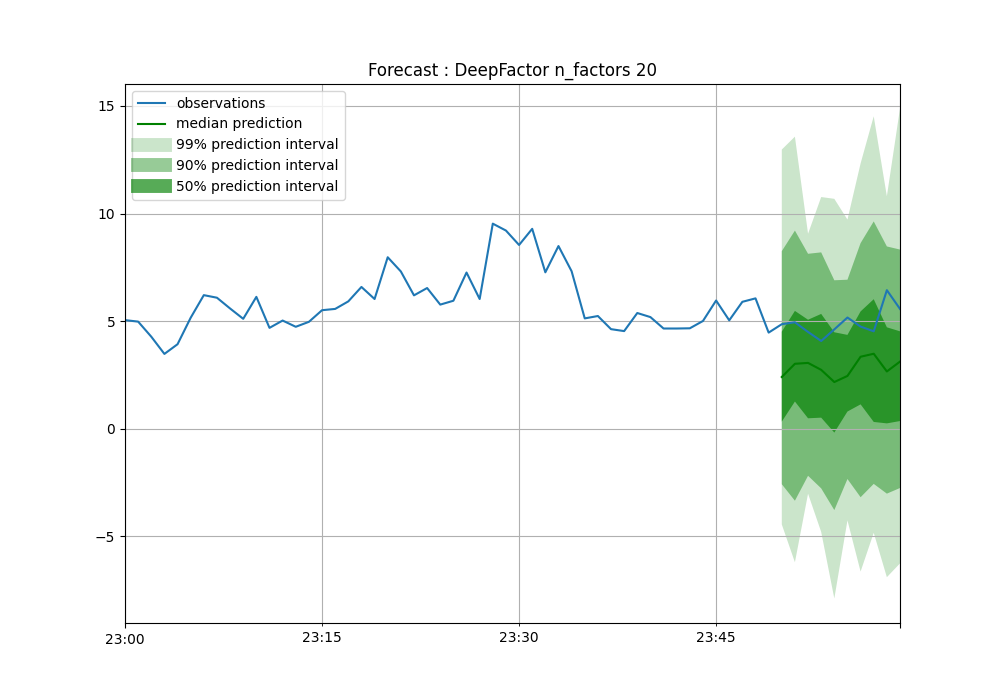 Forecast : DeepFactor n_factors 20
observations
median prediction
99% prediction interval
90% prediction interval
50% prediction interval
15
10
5
0
−5
23:00
23:15
23:30
23:45